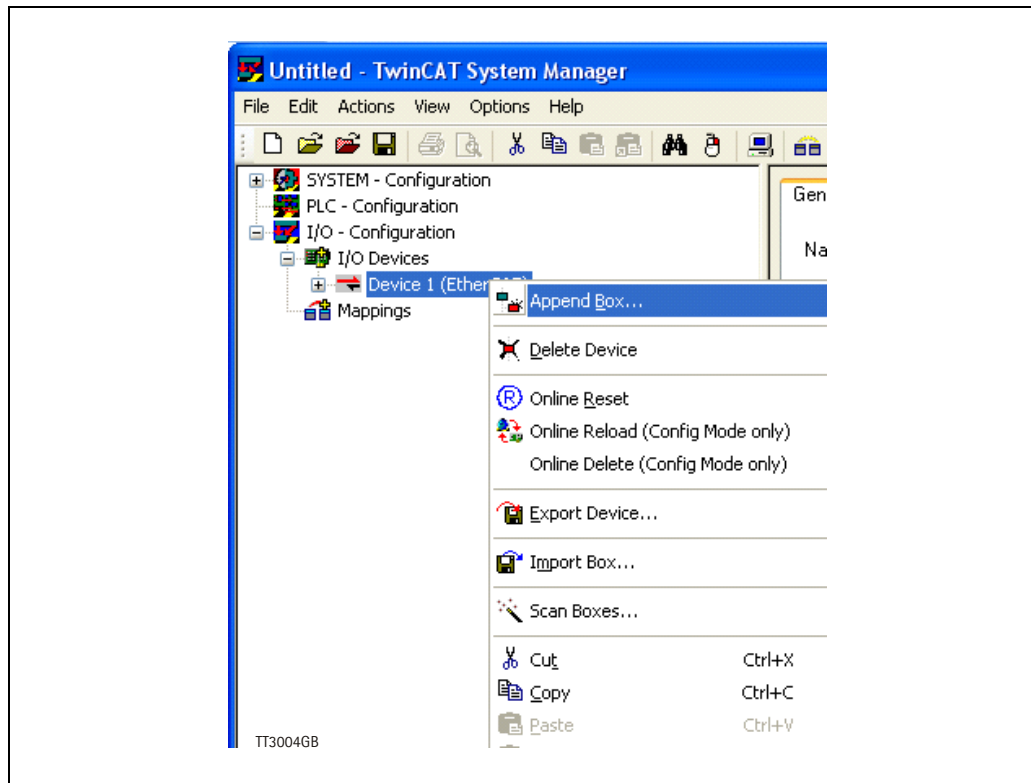 Untitled - TwinCAT System Manager
File Edit Actions View Options Help
SYSTEM - Configuration
PLC - Configuration
I/O - Configuration
I/O Devices
Device 1 (Ether
Mappings
Gen
Na
Append Box...
Delete Device
R Online Reset
Online Reload (Config Mode only)
Online Delete (Config Mode only)
Export Device...
Import Box...
Scan Boxes...
Cut Ctrl+X
Copy Ctrl+C
Paste Ctrl+V
TT3004GB